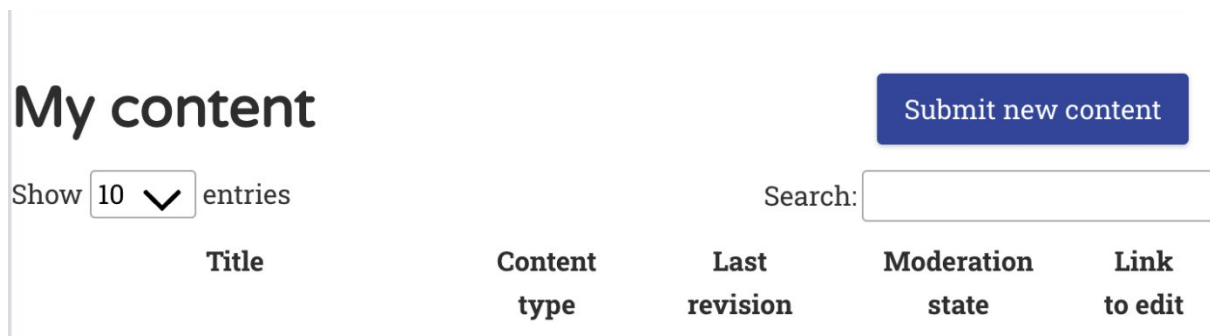 My content
Submit new content
Show 10 entries
Search:
Title Content Last Moderation Link
type revision state to edit